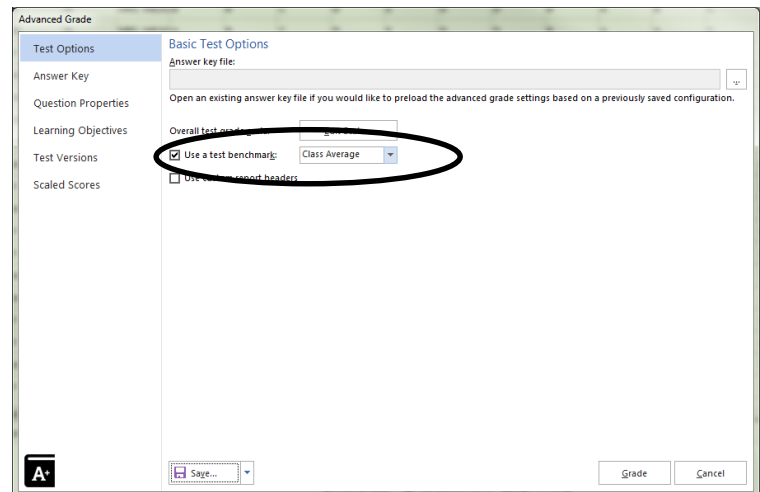 Advanced Grade
Test Options
Answer Key
Question Properties
Learning Objectives
Test Versions
Scaled Scores
Basic Test Options
Answer key file:
...
Open an existing answer key file if you would like to preload the advanced grade settings based on a previously saved configuration.
Overall test grade
Use a test benchmark: Class Average
Use custom report headers
A+
Save...
Grade
Cancel